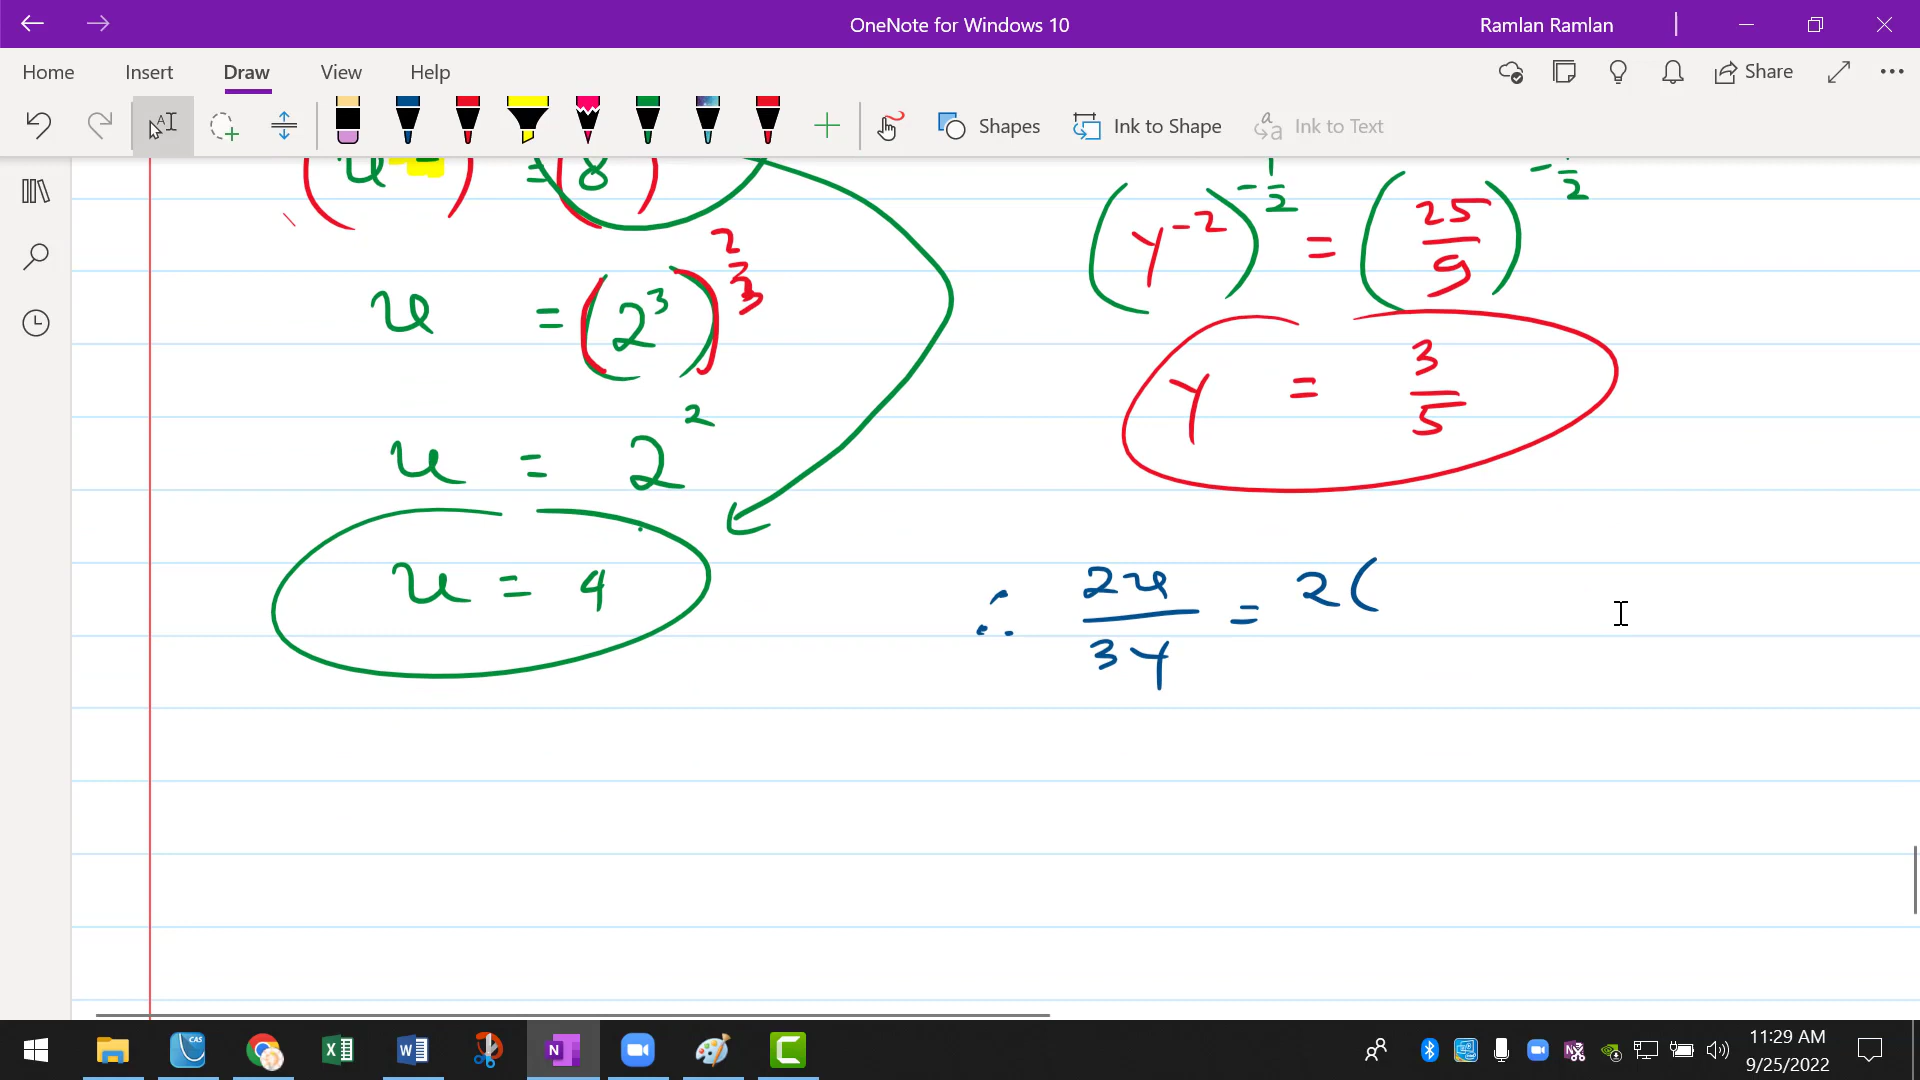 OneNote for Windows 10
Ramlan Ramlan
Home Insert Draw View Help
Share
Shapes Ink to Shape Ink to Text
= (8)
(y⁻²)^(-1/2) = (25/9)^(-1/2)
x = (2³)^(2/3)
y = 3/5
x = 2²
x = 4
∴ 2x/3y = 2(
11:29 AM
9/25/2022